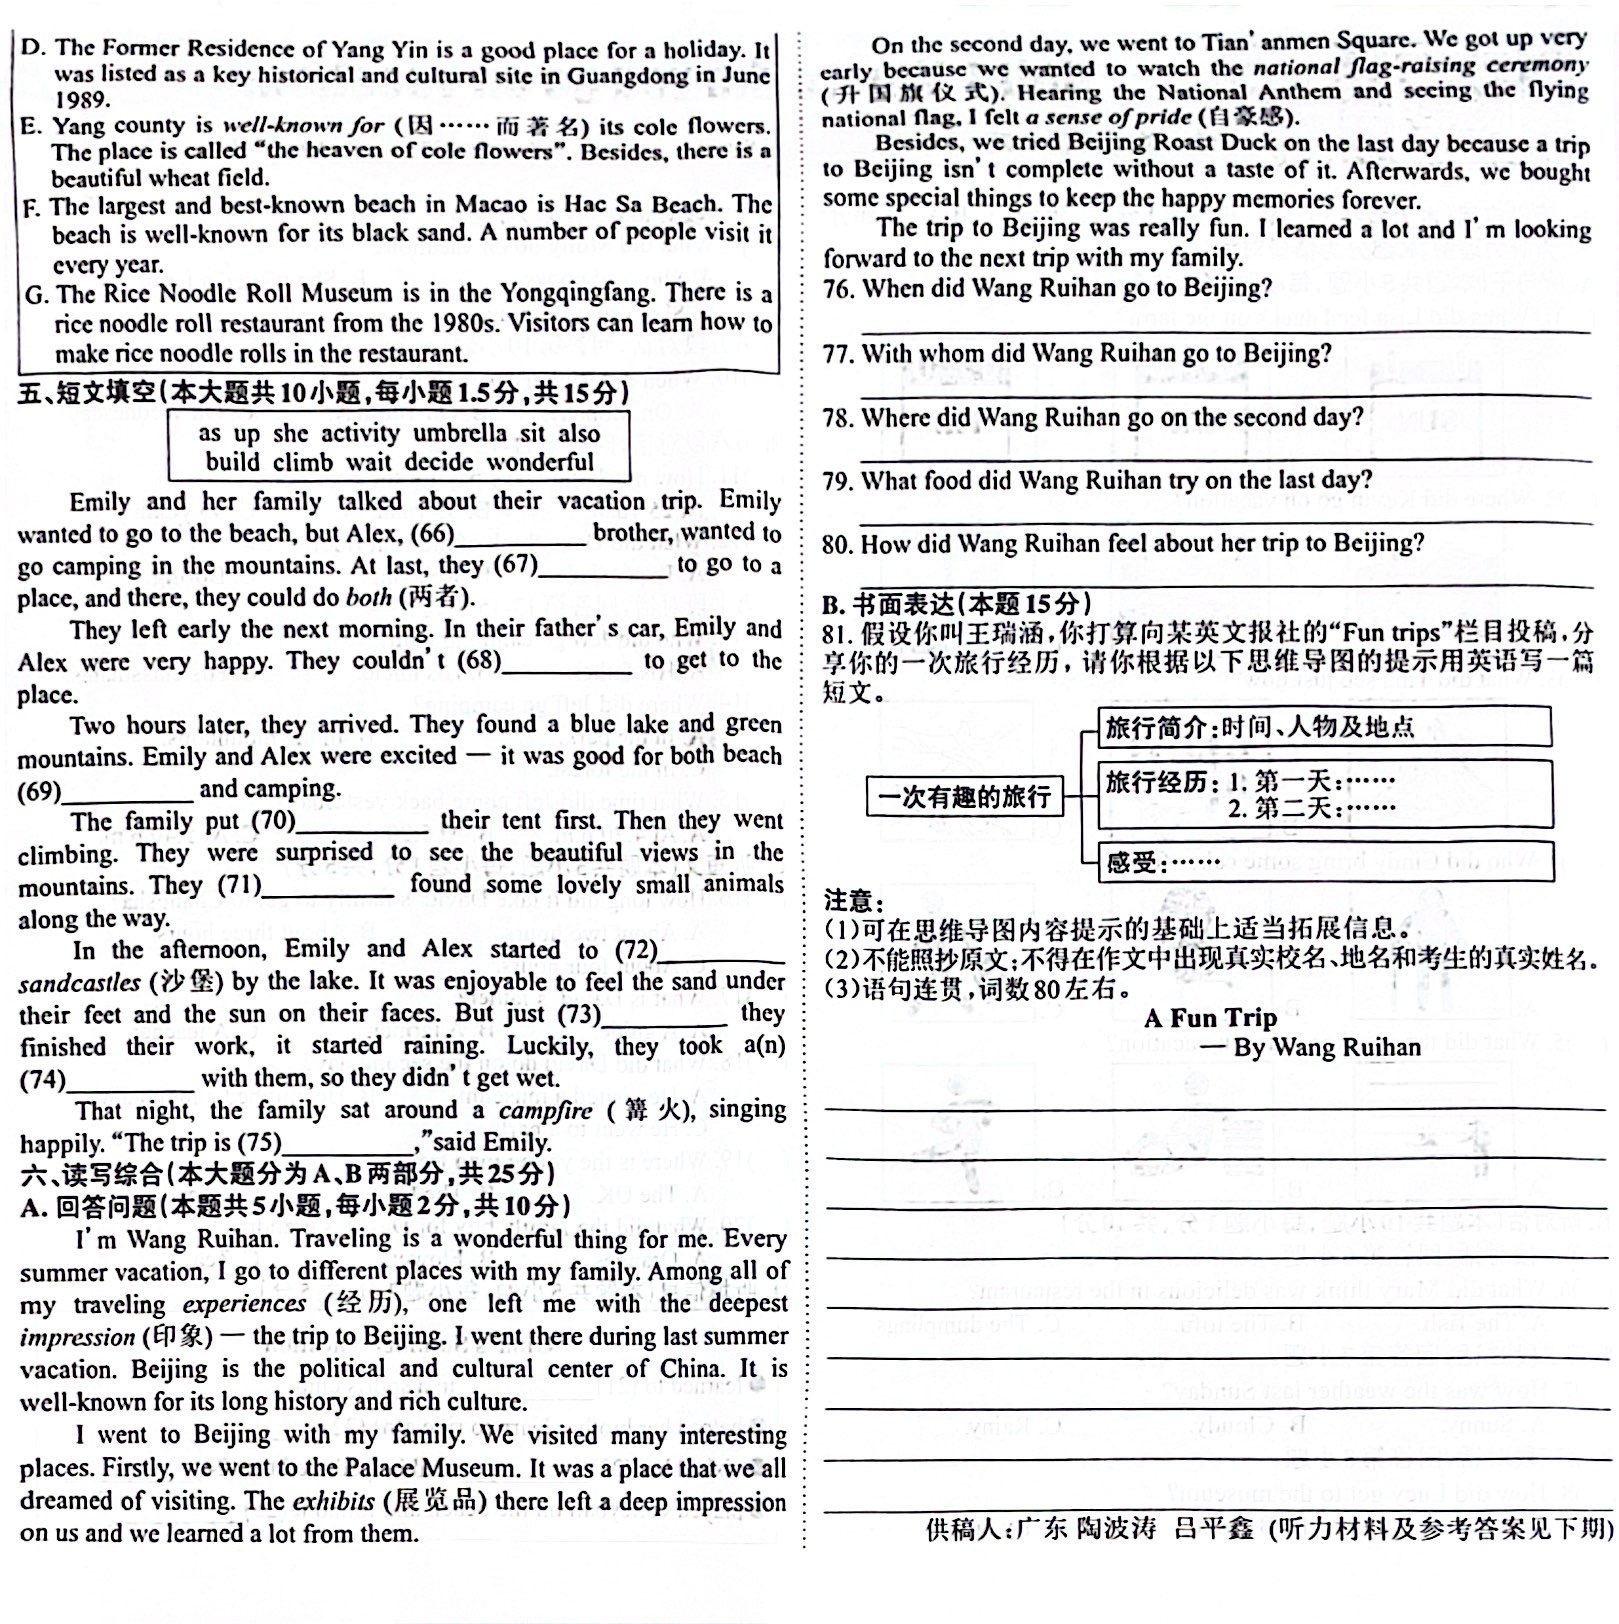 D. The Former Residence of Yang Yin is a good place for a holiday. It
was listed as a key historical and cultural site in Guangdong in June
1989.
E. Yang county is well-known for (因……而著名) its cole flowers.
The place is called “the heaven of cole flowers”. Besides, there is a
beautiful wheat field.
F. The largest and best-known beach in Macao is Hac Sa Beach. The
beach is well-known for its black sand. A number of people visit it
every year.
G. The Rice Noodle Roll Museum is in the Yongqingfang. There is a
rice noodle roll restaurant from the 1980s. Visitors can learn how to
make rice noodle rolls in the restaurant.
五、短文填空(本大题共10小题,每小题1.5分,共15分)
as up she activity umbrella sit also
build climb wait decide wonderful
Emily and her family talked about their vacation trip. Emily
wanted to go to the beach, but Alex, (66)__________ brother, wanted to
go camping in the mountains. At last, they (67)__________ to go to a
place, and there, they could do both (两者).
They left early the next morning. In their father's car, Emily and
Alex were very happy. They couldn't (68)__________ to get to the
place.
Two hours later, they arrived. They found a blue lake and green
mountains. Emily and Alex were excited — it was good for both beach
(69)__________ and camping.
The family put (70)__________ their tent first. Then they went
climbing. They were surprised to see the beautiful views in the
mountains. They (71)__________ found some lovely small animals
along the way.
In the afternoon, Emily and Alex started to (72)__________
sandcastles (沙堡) by the lake. It was enjoyable to feel the sand under
their feet and the sun on their faces. But just (73)__________ they
finished their work, it started raining. Luckily, they took a(n)
(74)__________ with them, so they didn't get wet.
That night, the family sat around a campfire (篝火), singing
happily. “The trip is (75)__________,”said Emily.
六、读写综合(本大题分为A、B两部分,共25分)
A. 回答问题(本题共5小题,每小题2分,共10分)
I'm Wang Ruihan. Traveling is a wonderful thing for me. Every
summer vacation, I go to different places with my family. Among all of
my traveling experiences (经历), one left me with the deepest
impression (印象) — the trip to Beijing. I went there during last summer
vacation. Beijing is the political and cultural center of China. It is
well-known for its long history and rich culture.
I went to Beijing with my family. We visited many interesting
places. Firstly, we went to the Palace Museum. It was a place that we all
dreamed of visiting. The exhibits (展览品) there left a deep impression
on us and we learned a lot from them.
On the second day, we went to Tian'anmen Square. We got up very
early because we wanted to watch the national flag-raising ceremony
(升国旗仪式). Hearing the National Anthem and seeing the flying
national flag, I felt a sense of pride (自豪感).
Besides, we tried Beijing Roast Duck on the last day because a trip
to Beijing isn't complete without a taste of it. Afterwards, we bought
some special things to keep the happy memories forever.
The trip to Beijing was really fun. I learned a lot and I'm looking
forward to the next trip with my family.
76. When did Wang Ruihan go to Beijing?
77. With whom did Wang Ruihan go to Beijing?
78. Where did Wang Ruihan go on the second day?
79. What food did Wang Ruihan try on the last day?
80. How did Wang Ruihan feel about her trip to Beijing?
B. 书面表达(本题15分)
81. 假设你叫王瑞涵,你打算向某英文报社的“Fun trips”栏目投稿,分
享你的一次旅行经历,请你根据以下思维导图的提示用英语写一篇
短文。
一次有趣的旅行
旅行简介:时间、人物及地点
旅行经历: 1. 第一天:……
2. 第二天:……
感受:……
注意:
(1)可在思维导图内容提示的基础上适当拓展信息。
(2)不能照抄原文;不得在作文中出现真实校名、地名和考生的真实姓名。
(3)语句连贯,词数80左右。
A Fun Trip
——By Wang Ruihan
供稿人:广东 陶波涛 吕平鑫 (听力材料及参考答案见下期)